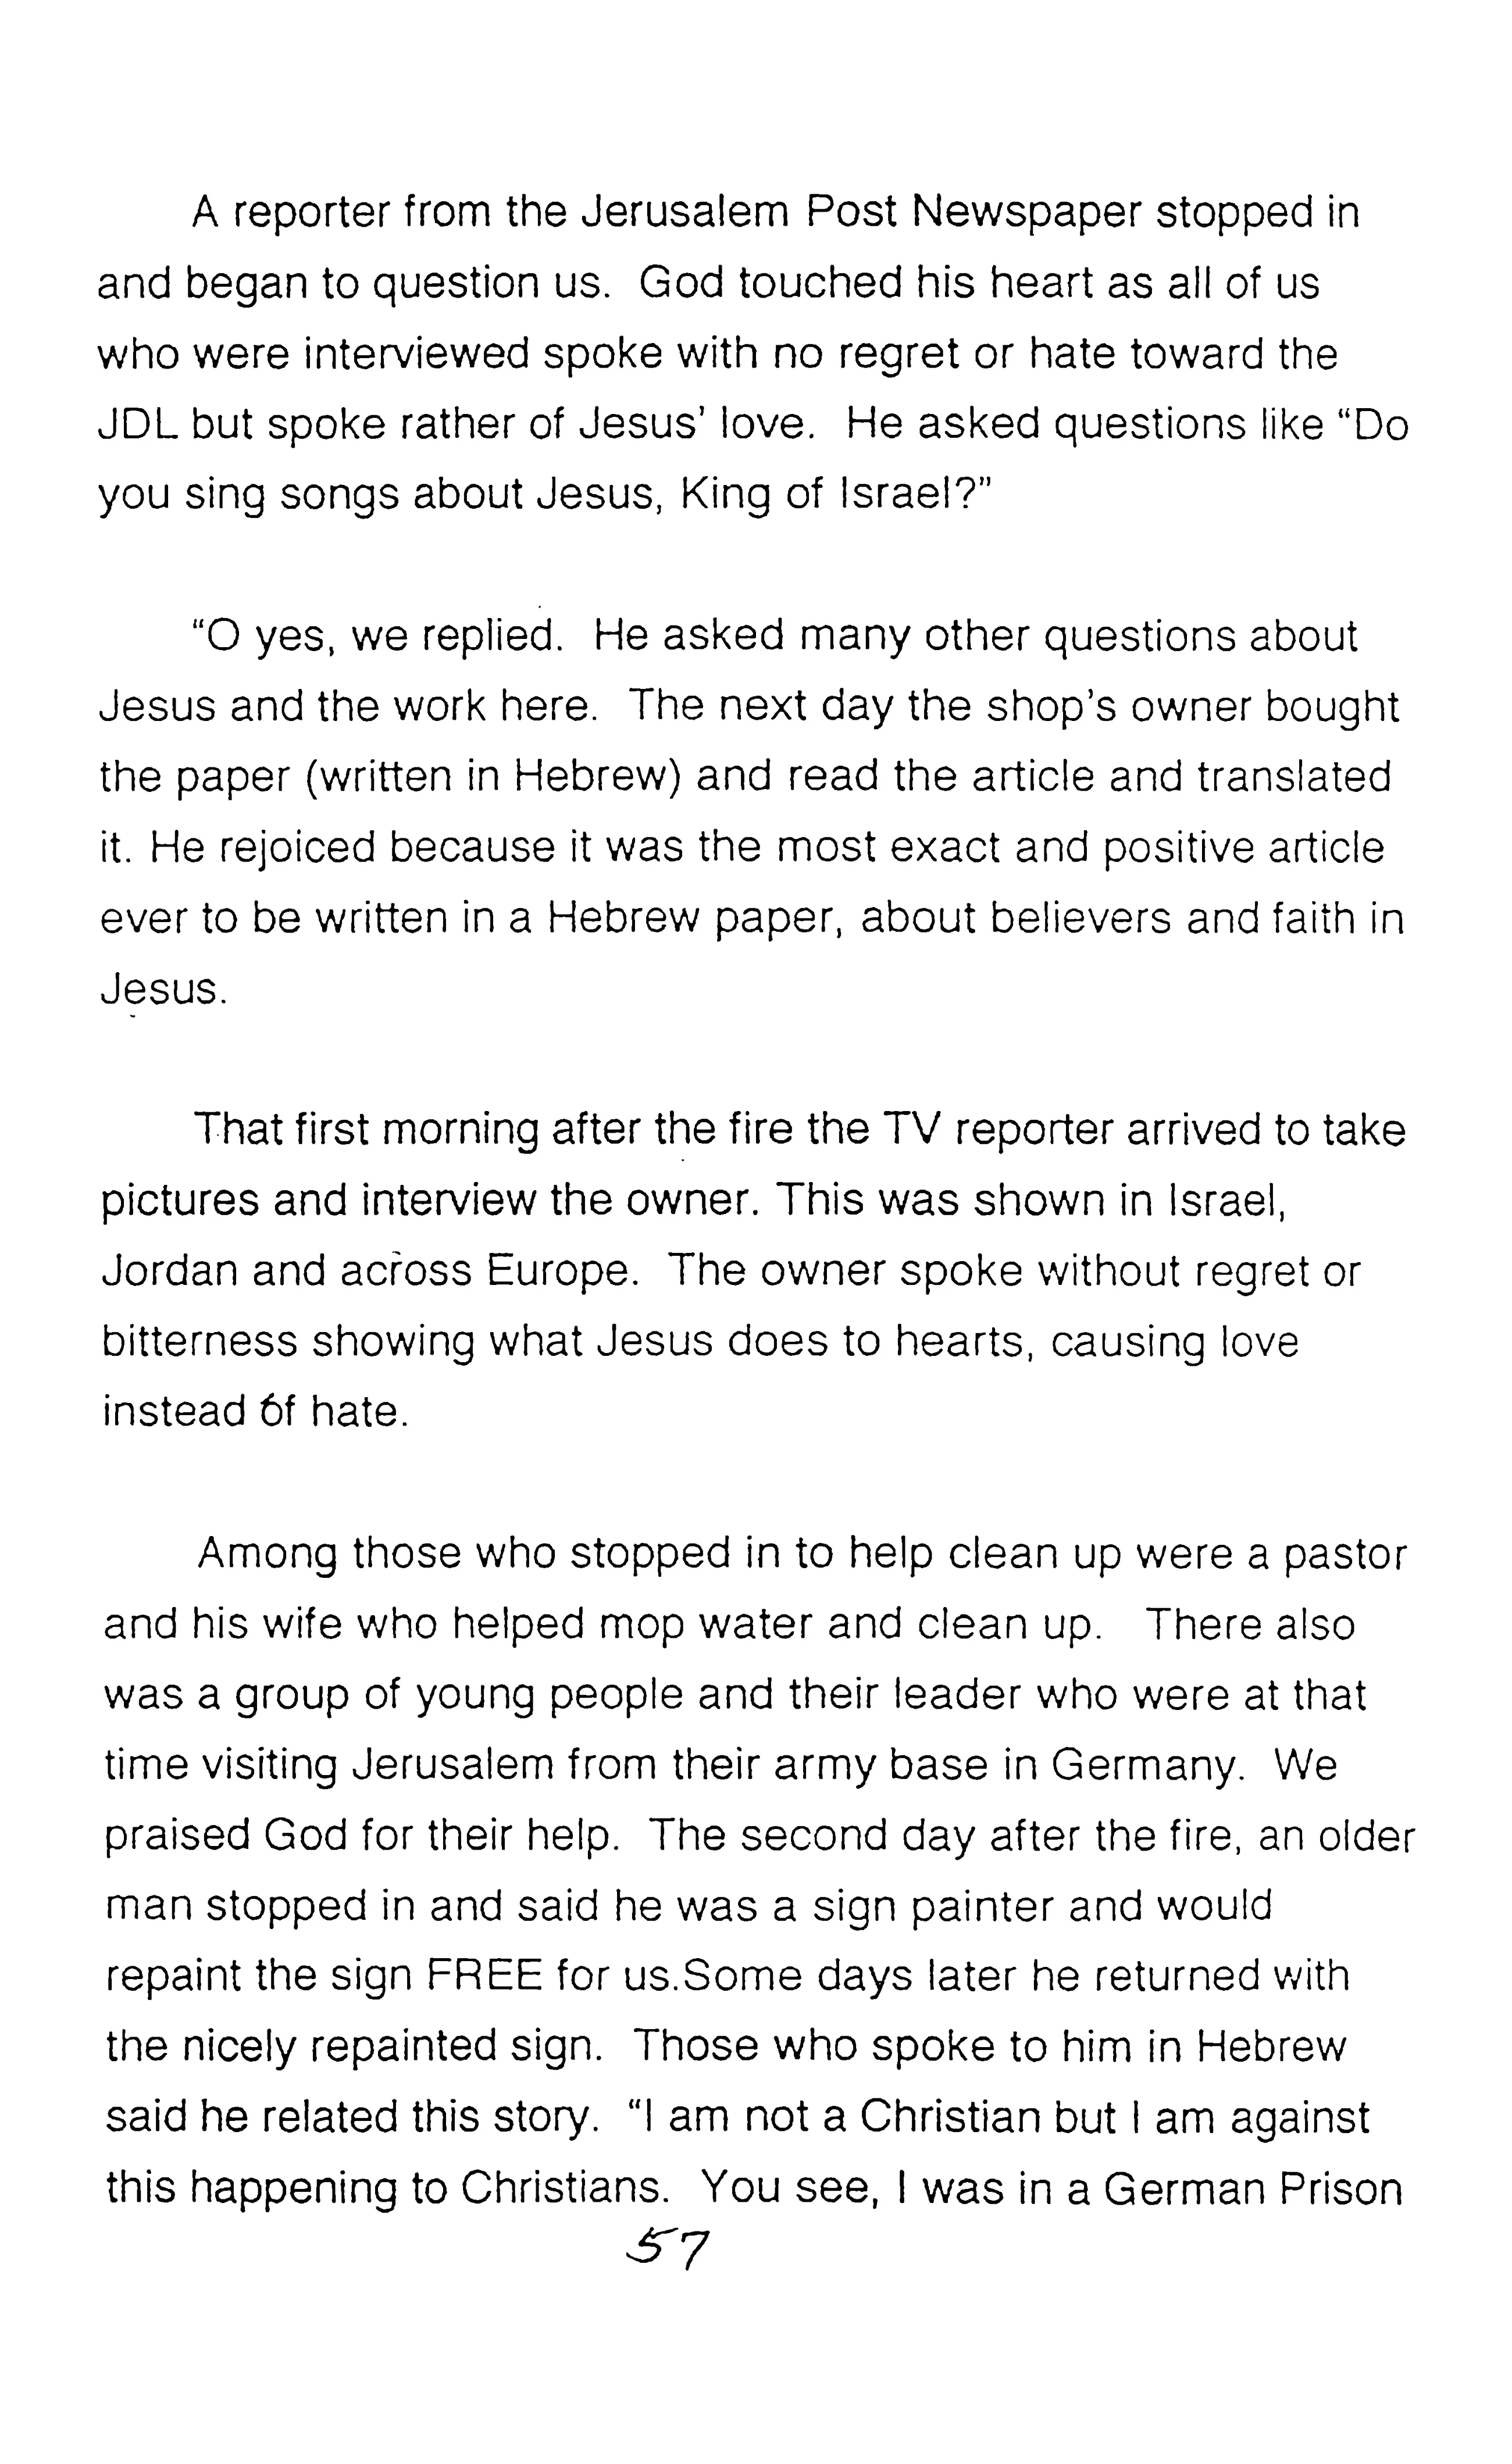 A reporter from the Jerusalem Post Newspaper stopped in
and began to question us. God touched his heart as all of us
who were interviewed spoke with no regret or hate toward the
JDL but spoke rather of Jesus' love. He asked questions like “Do
you sing songs about Jesus, King of Israel?”
“O yes, we replied. He asked many other questions about
Jesus and the work here. The next day the shop's owner bought
the paper (written in Hebrew) and read the article and translated
it. He rejoiced because it was the most exact and positive article
ever to be written in a Hebrew paper, about believers and faith in
Jesus.
That first morning after the fire the TV reporter arrived to take
pictures and interview the owner. This was shown in Israel,
Jordan and across Europe. The owner spoke without regret or
bitterness showing what Jesus does to hearts, causing love
instead of hate.
Among those who stopped in to help clean up were a pastor
and his wife who helped mop water and clean up. There also
was a group of young people and their leader who were at that
time visiting Jerusalem from their army base in Germany. We
praised God for their help. The second day after the fire, an older
man stopped in and said he was a sign painter and would
repaint the sign FREE for us.Some days later he returned with
the nicely repainted sign. Those who spoke to him in Hebrew
said he related this story. “I am not a Christian but I am against
this happening to Christians. You see, I was in a German Prison
57